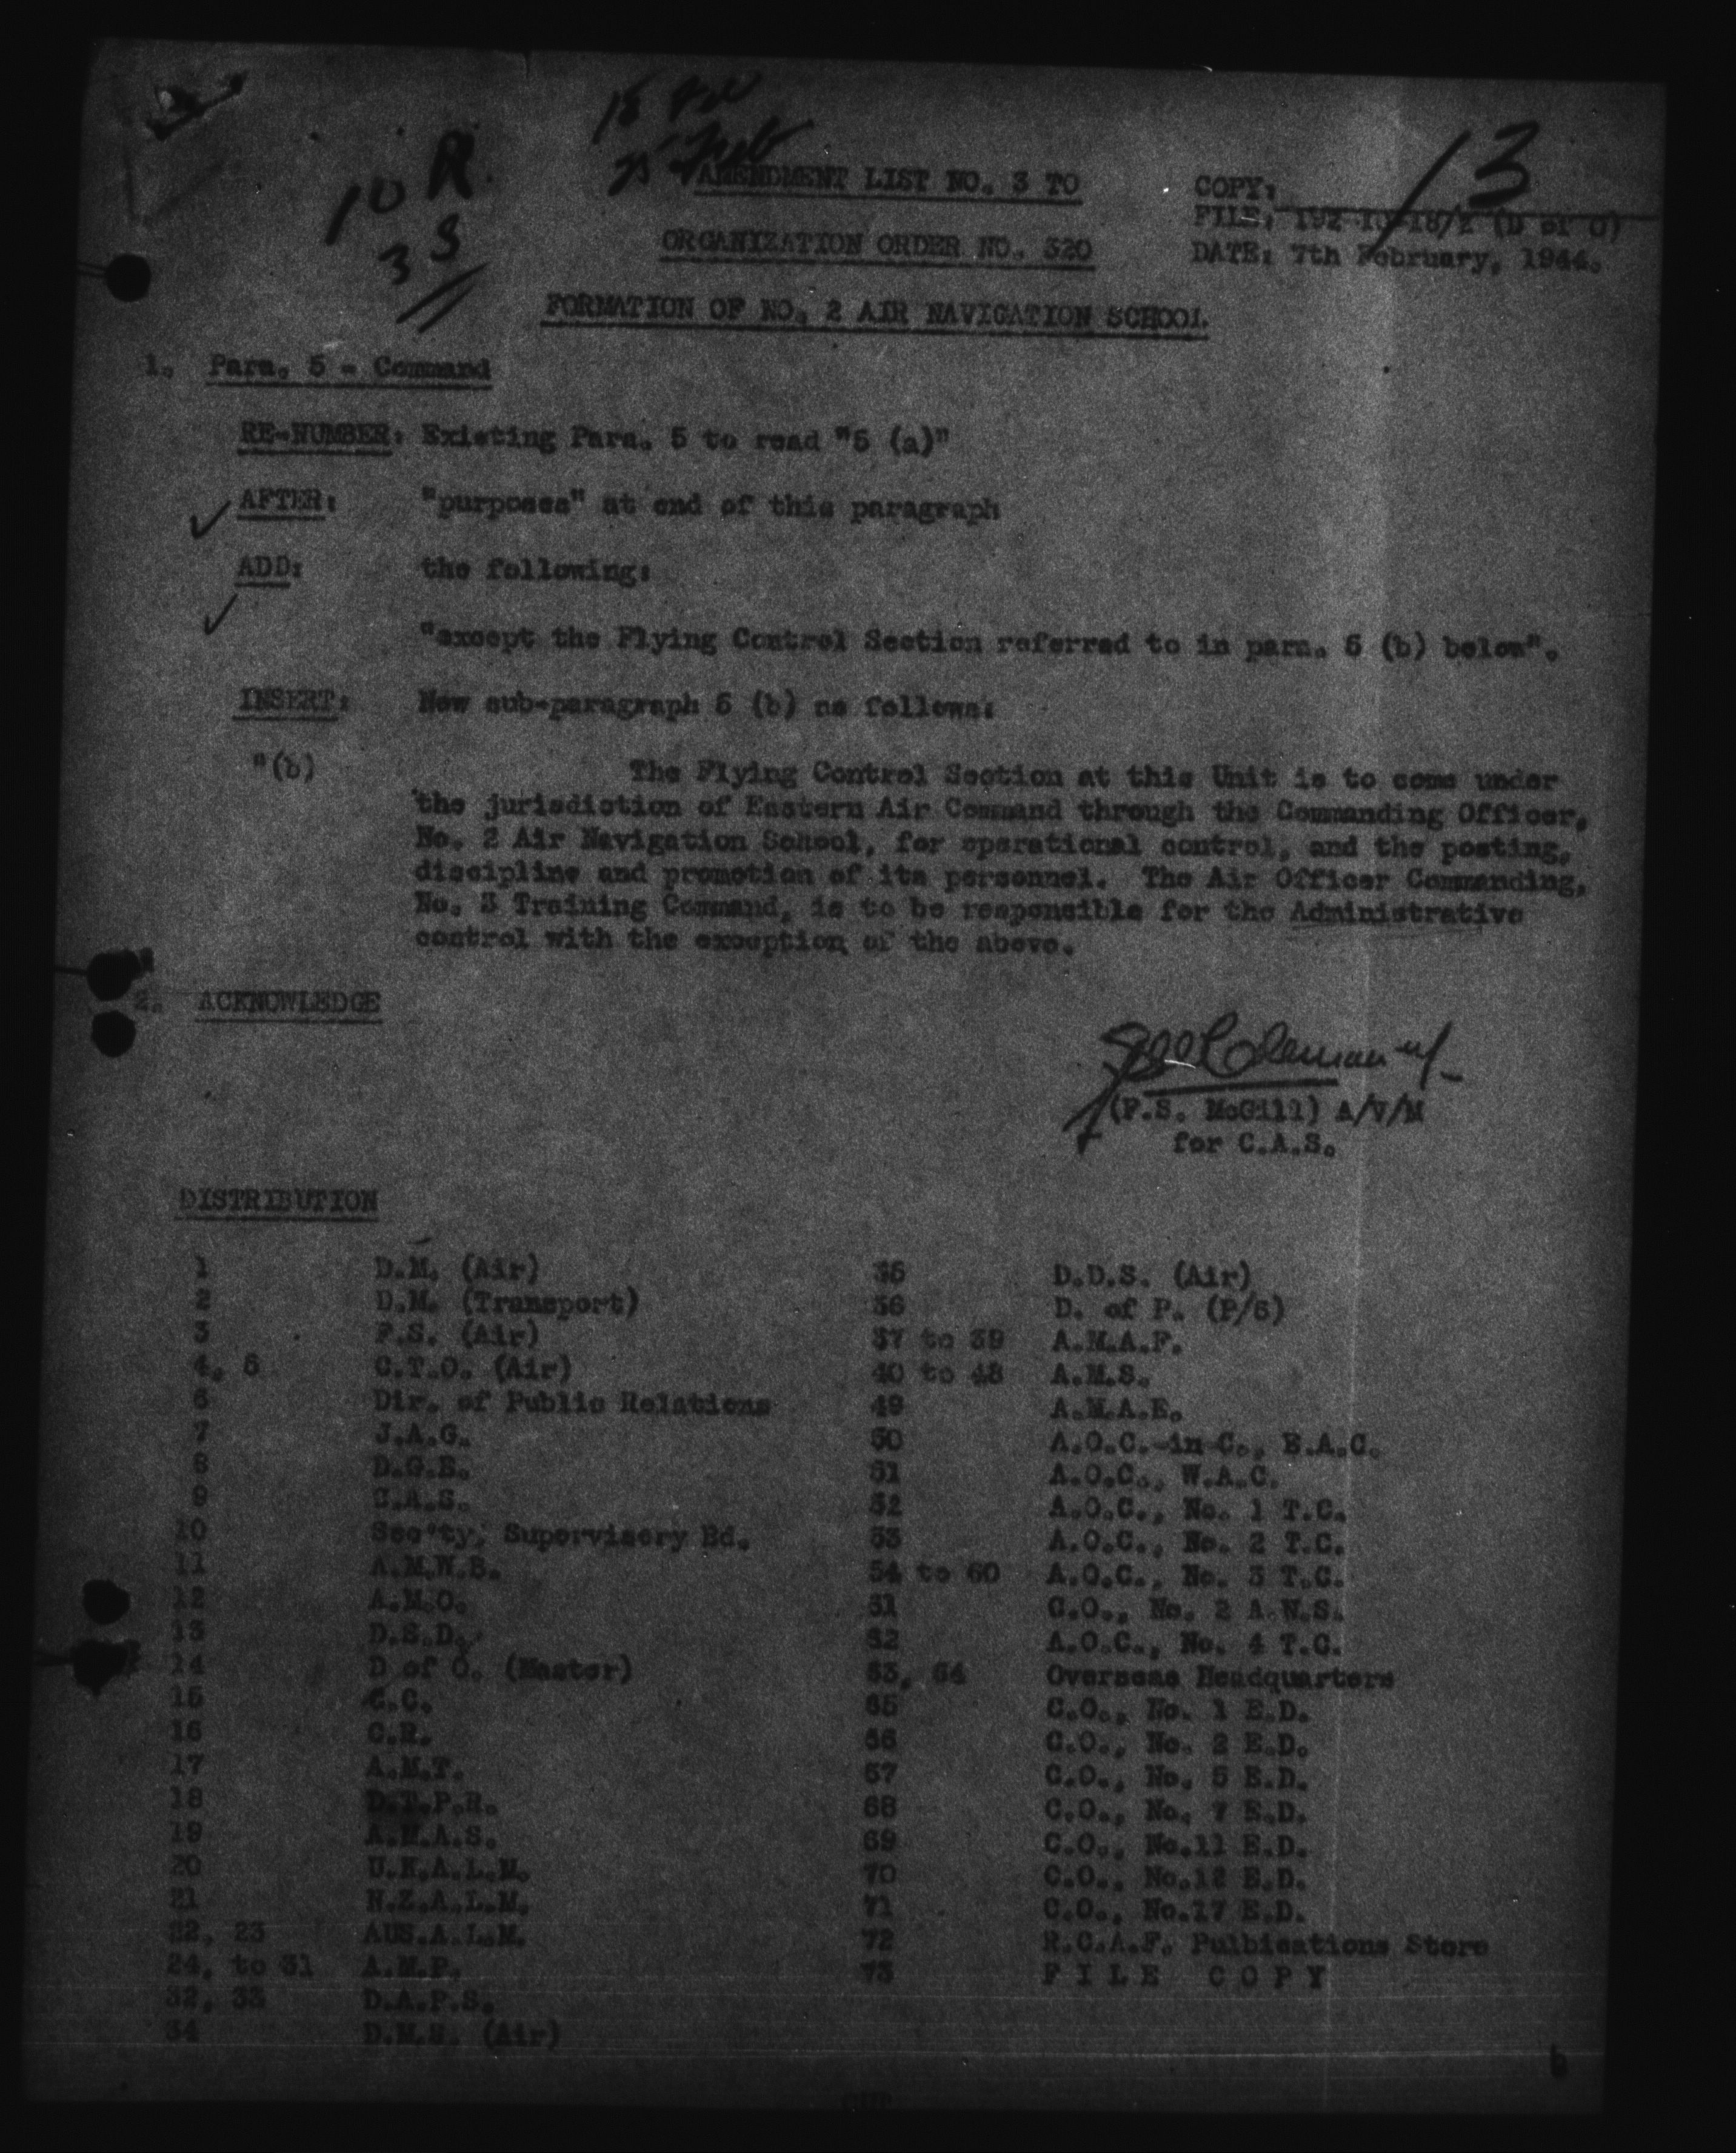 10 R.
3 S
25 Feb
13
AMENDMENT LIST NO. 3 TO
ORGANIZATION ORDER NO. 320
COPY:
FILE: 192-10-18/2 (D of O)
DATE: 7th February, 1944.
FORMATION OF NO. 2 AIR NAVIGATION SCHOOL
1. Para. 5 - Command
RE-NUMBER: Existing Para. 5 to read "5 (a)"
AFTER: "purposes" at end of this paragraph
ADD: the following:
"except the Flying Control Section referred to in para. 5 (b) below".
INSERT: New sub-paragraph 5 (b) as follows:
"(b) The Flying Control Section at this Unit is to come under
the jurisdiction of Eastern Air Command through the Commanding Officer,
No. 2 Air Navigation School, for operational control, and the posting,
discipline and promotion of its personnel. The Air Officer Commanding,
No. 3 Training Command, is to be responsible for the Administrative
control with the exception of the above.
2. ACKNOWLEDGE
(F.S. McGill) A/V/M
for C.A.S.
DISTRIBUTION
1 D.M. (Air)
2 D.M. (Transport)
3 F.S. (Air)
4, 5 C.T.O. (Air)
6 Dir. of Public Relations
7 J.A.G.
8 D.G.E.
9 C.A.S.
10 Sec'ty, Supervisory Bd.
11 A.M.W.S.
12 A.M.O.
13 D.S.D.
14 D of O. (Master)
15 C.C.
16 C.R.
17 A.M.T.
18 D.T.P.R.
19 A.M.A.S.
20 U.K.A.L.M.
21 N.Z.A.L.M.
22, 23 AUS.A.L.M.
24, to 31 A.M.P.
32, 33 D.A.P.S.
34 D.M.S. (Air)
35 D.D.S. (Air)
36 D. of P. (P/6)
37 to 39 A.M.A.F.
40 to 48 A.M.S.
49 A.M.A.E.
50 A.O.C.-in-C., E.A.C.
51 A.O.C., W.A.C.
52 A.O.C., No. 1 T.C.
53 A.O.C., No. 2 T.C.
54 to 60 A.O.C., No. 3 T.C.
61 C.O., No. 2 A.N.S.
62 A.O.C., No. 4 T.C.
63, 64 Overseas Headquarters
65 C.O., No. 1 E.D.
66 C.O., No. 2 E.D.
67 C.O., No. 5 E.D.
68 C.O., No. 7 E.D.
69 C.O., No.11 E.D.
70 C.O., No.12 E.D.
71 C.O., No.17 E.D.
72 R.C.A.F. Pulbications Store
73 F I L E C O P Y